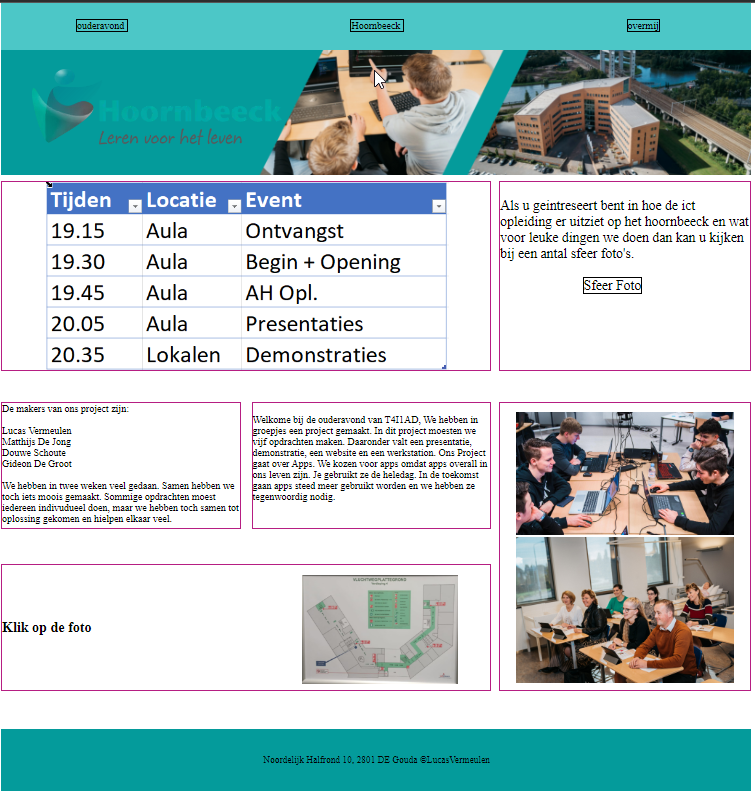 ouderavond Hoornbeeck overmij
Hoornbeeck
Leren voor het leven
Tijden Locatie Event
19.15 Aula Ontvangst
19.30 Aula Begin + Opening
19.45 Aula AH Opl.
20.05 Aula Presentaties
20.35 Lokalen Demonstraties
Als u geintreseert bent in hoe de ict
opleiding er uitziet op het hoornbeeck en wat
voor leuke dingen we doen dan kan u kijken
bij een antal sfeer foto's.
Sfeer Foto
De makers van ons project zijn:
Lucas Vermeulen
Matthijs De Jong
Douwe Schoute
Gideon De Groot
We hebben in twee weken veel gedaan. Samen hebben we
toch iets moois gemaakt. Sommige opdrachten moest
iedereen indivudueel doen, maar we hebben toch samen tot
oplossing gekomen en hielpen elkaar veel.
Welkome bij de ouderavond van T4I1AD, We hebben in
groepjes een project gemaakt. In dit project moesten we
vijf opdrachten maken. Daaronder valt een presentatie,
demonstratie, een website en een werkstation. Ons Project
gaat over Apps. We kozen voor apps omdat apps overall in
ons leven zijn. Je gebruikt ze de heledag. In de toekomst
gaan apps steed meer gebruikt worden en we hebben ze
tegenwoordig nodig.
Klik op de foto
VLUCHTWEGPLATTEGROND
Noordelijk Halfrond 10, 2801 DE Gouda ©LucasVermeulen